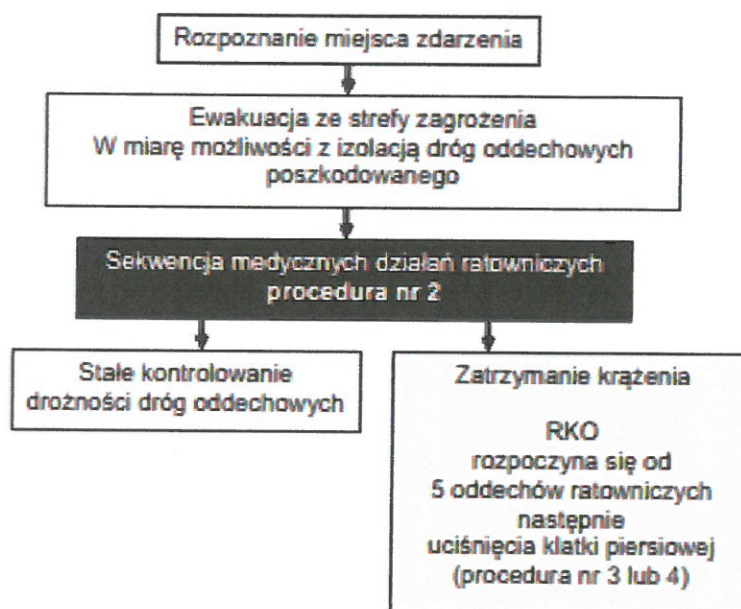 Rozpoznanie miejsca zdarzenia
Ewakuacja ze strefy zagrożenia
W miarę możliwości z izolacją dróg oddechowych
poszkodowanego
Sekwencja medycznych działań ratowniczych
procedura nr 2
Stałe kontrolowanie
drożności dróg oddechowych
Zatrzymanie krążenia
RKO
rozpoczyna się od
5 oddechów ratowniczych
następnie
uciśnięcia klatki piersiowej
(procedura nr 3 lub 4)